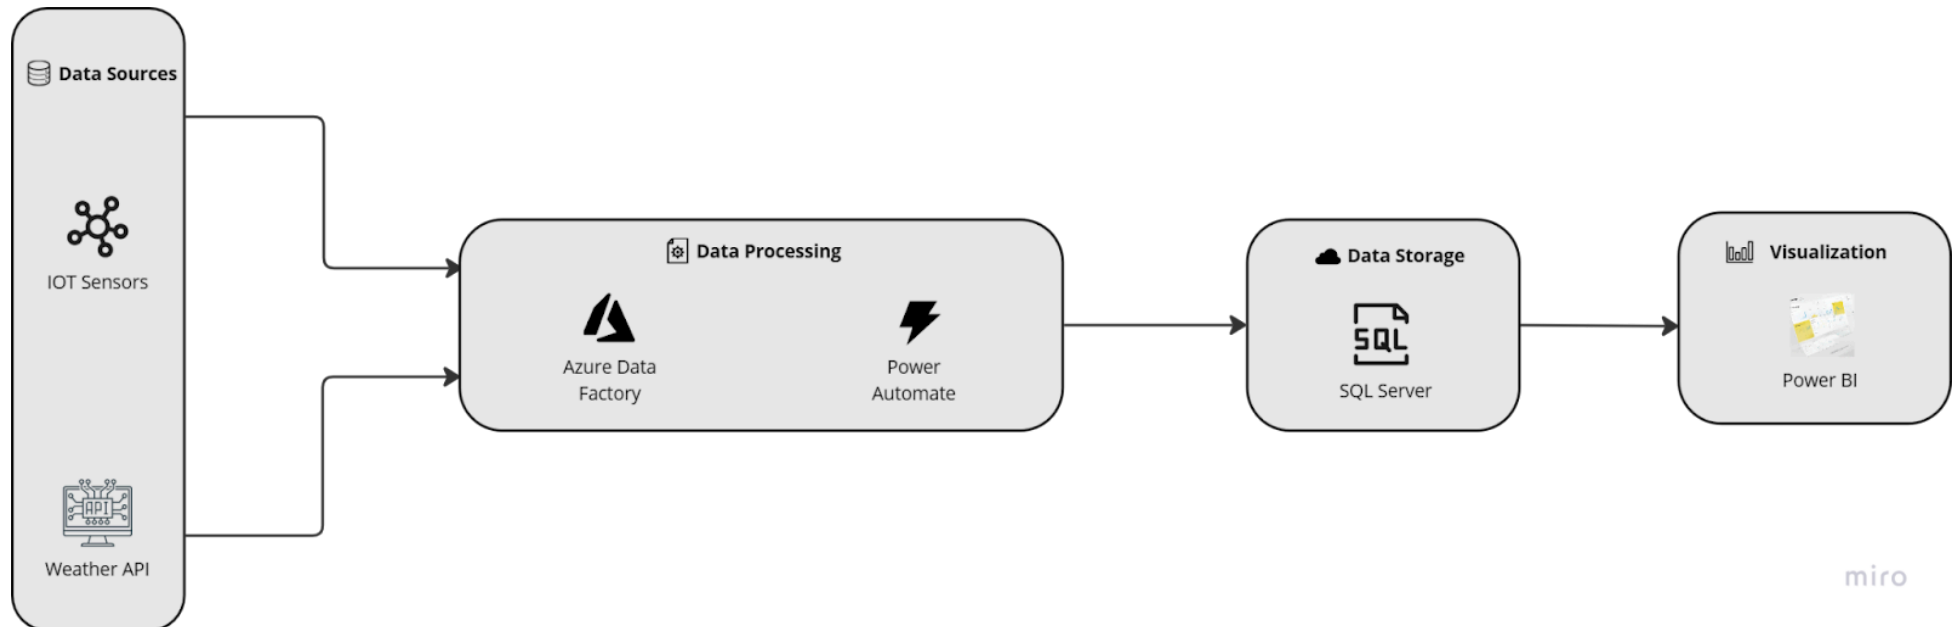 Data Sources
IOT Sensors
API
Weather API
Data Processing
Azure Data
Factory
Power
Automate
Data Storage
SQL
SQL Server
Visualization
Power BI
miro